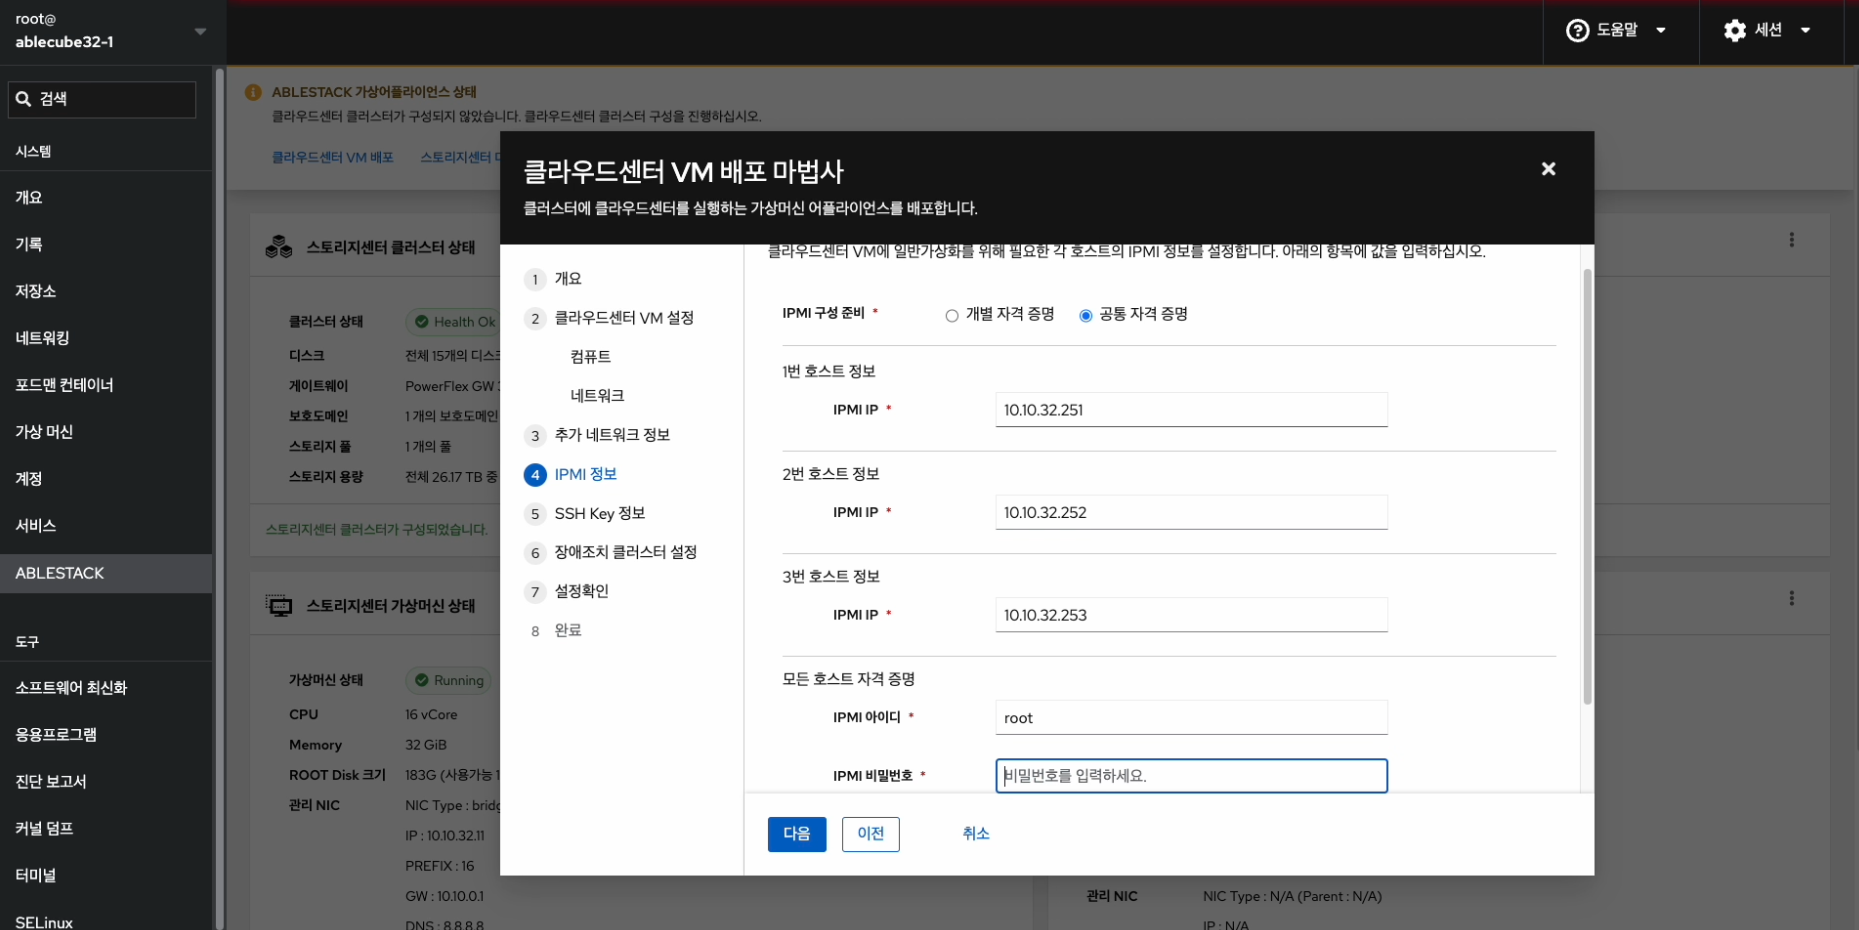 root@
ablecube32-1
도움말
세션
검색
시스템
개요
기록
저장소
네트워킹
포드맨 컨테이너
가상 머신
계정
서비스
ABLESTACK
도구
소프트웨어 최신화
응용프로그램
진단 보고서
커널 덤프
터미널
SELinux
ABLESTACK 가상어플라이언스 상태
클라우드센터 클러스터가 구성되지 않았습니다. 클라우드센터 클러스터 구성을 진행하십시오.
클라우드센터 VM 배포
스토리지센터
스토리지센터 클러스터 상태
클러스터 상태
Health Ok
디스크
전체 15개의 디스크
게이트웨이
PowerFlex GW
보호도메인
1 개의 보호도메인
스토리지 풀
1 개의 풀
스토리지 용량
전체 26.17 TB 중
스토리지센터 클러스터가 구성되었습니다.
스토리지센터 가상머신 상태
가상머신 상태
Running
CPU
16 vCore
Memory
32 GiB
ROOT Disk 크기
183G (사용가능 1
관리 NIC
NIC Type : bridg
IP : 10.10.32.11
PREFIX : 16
GW : 10.10.0.1
DNS : 8.8.8.8
관리 NIC
NIC Type : N/A (Parent : N/A)
IP : N/A
클라우드센터 VM 배포 마법사
클러스터에 클라우드센터를 실행하는 가상머신 어플라이언스를 배포합니다.
1 개요
2 클라우드센터 VM 설정
컴퓨트
네트워크
3 추가 네트워크 정보
4 IPMI 정보
5 SSH Key 정보
6 장애조치 클러스터 설정
7 설정확인
8 완료
클라우드센터 VM에 일반가상화를 위해 필요한 각 호스트의 IPMI 정보를 설정합니다. 아래의 항목에 값을 입력하십시오.
IPMI 구성 준비 *
개별 자격 증명
공통 자격 증명
1번 호스트 정보
IPMI IP *
10.10.32.251
2번 호스트 정보
IPMI IP *
10.10.32.252
3번 호스트 정보
IPMI IP *
10.10.32.253
모든 호스트 자격 증명
IPMI 아이디 *
root
IPMI 비밀번호 *
비밀번호를 입력하세요.
다음
이전
취소